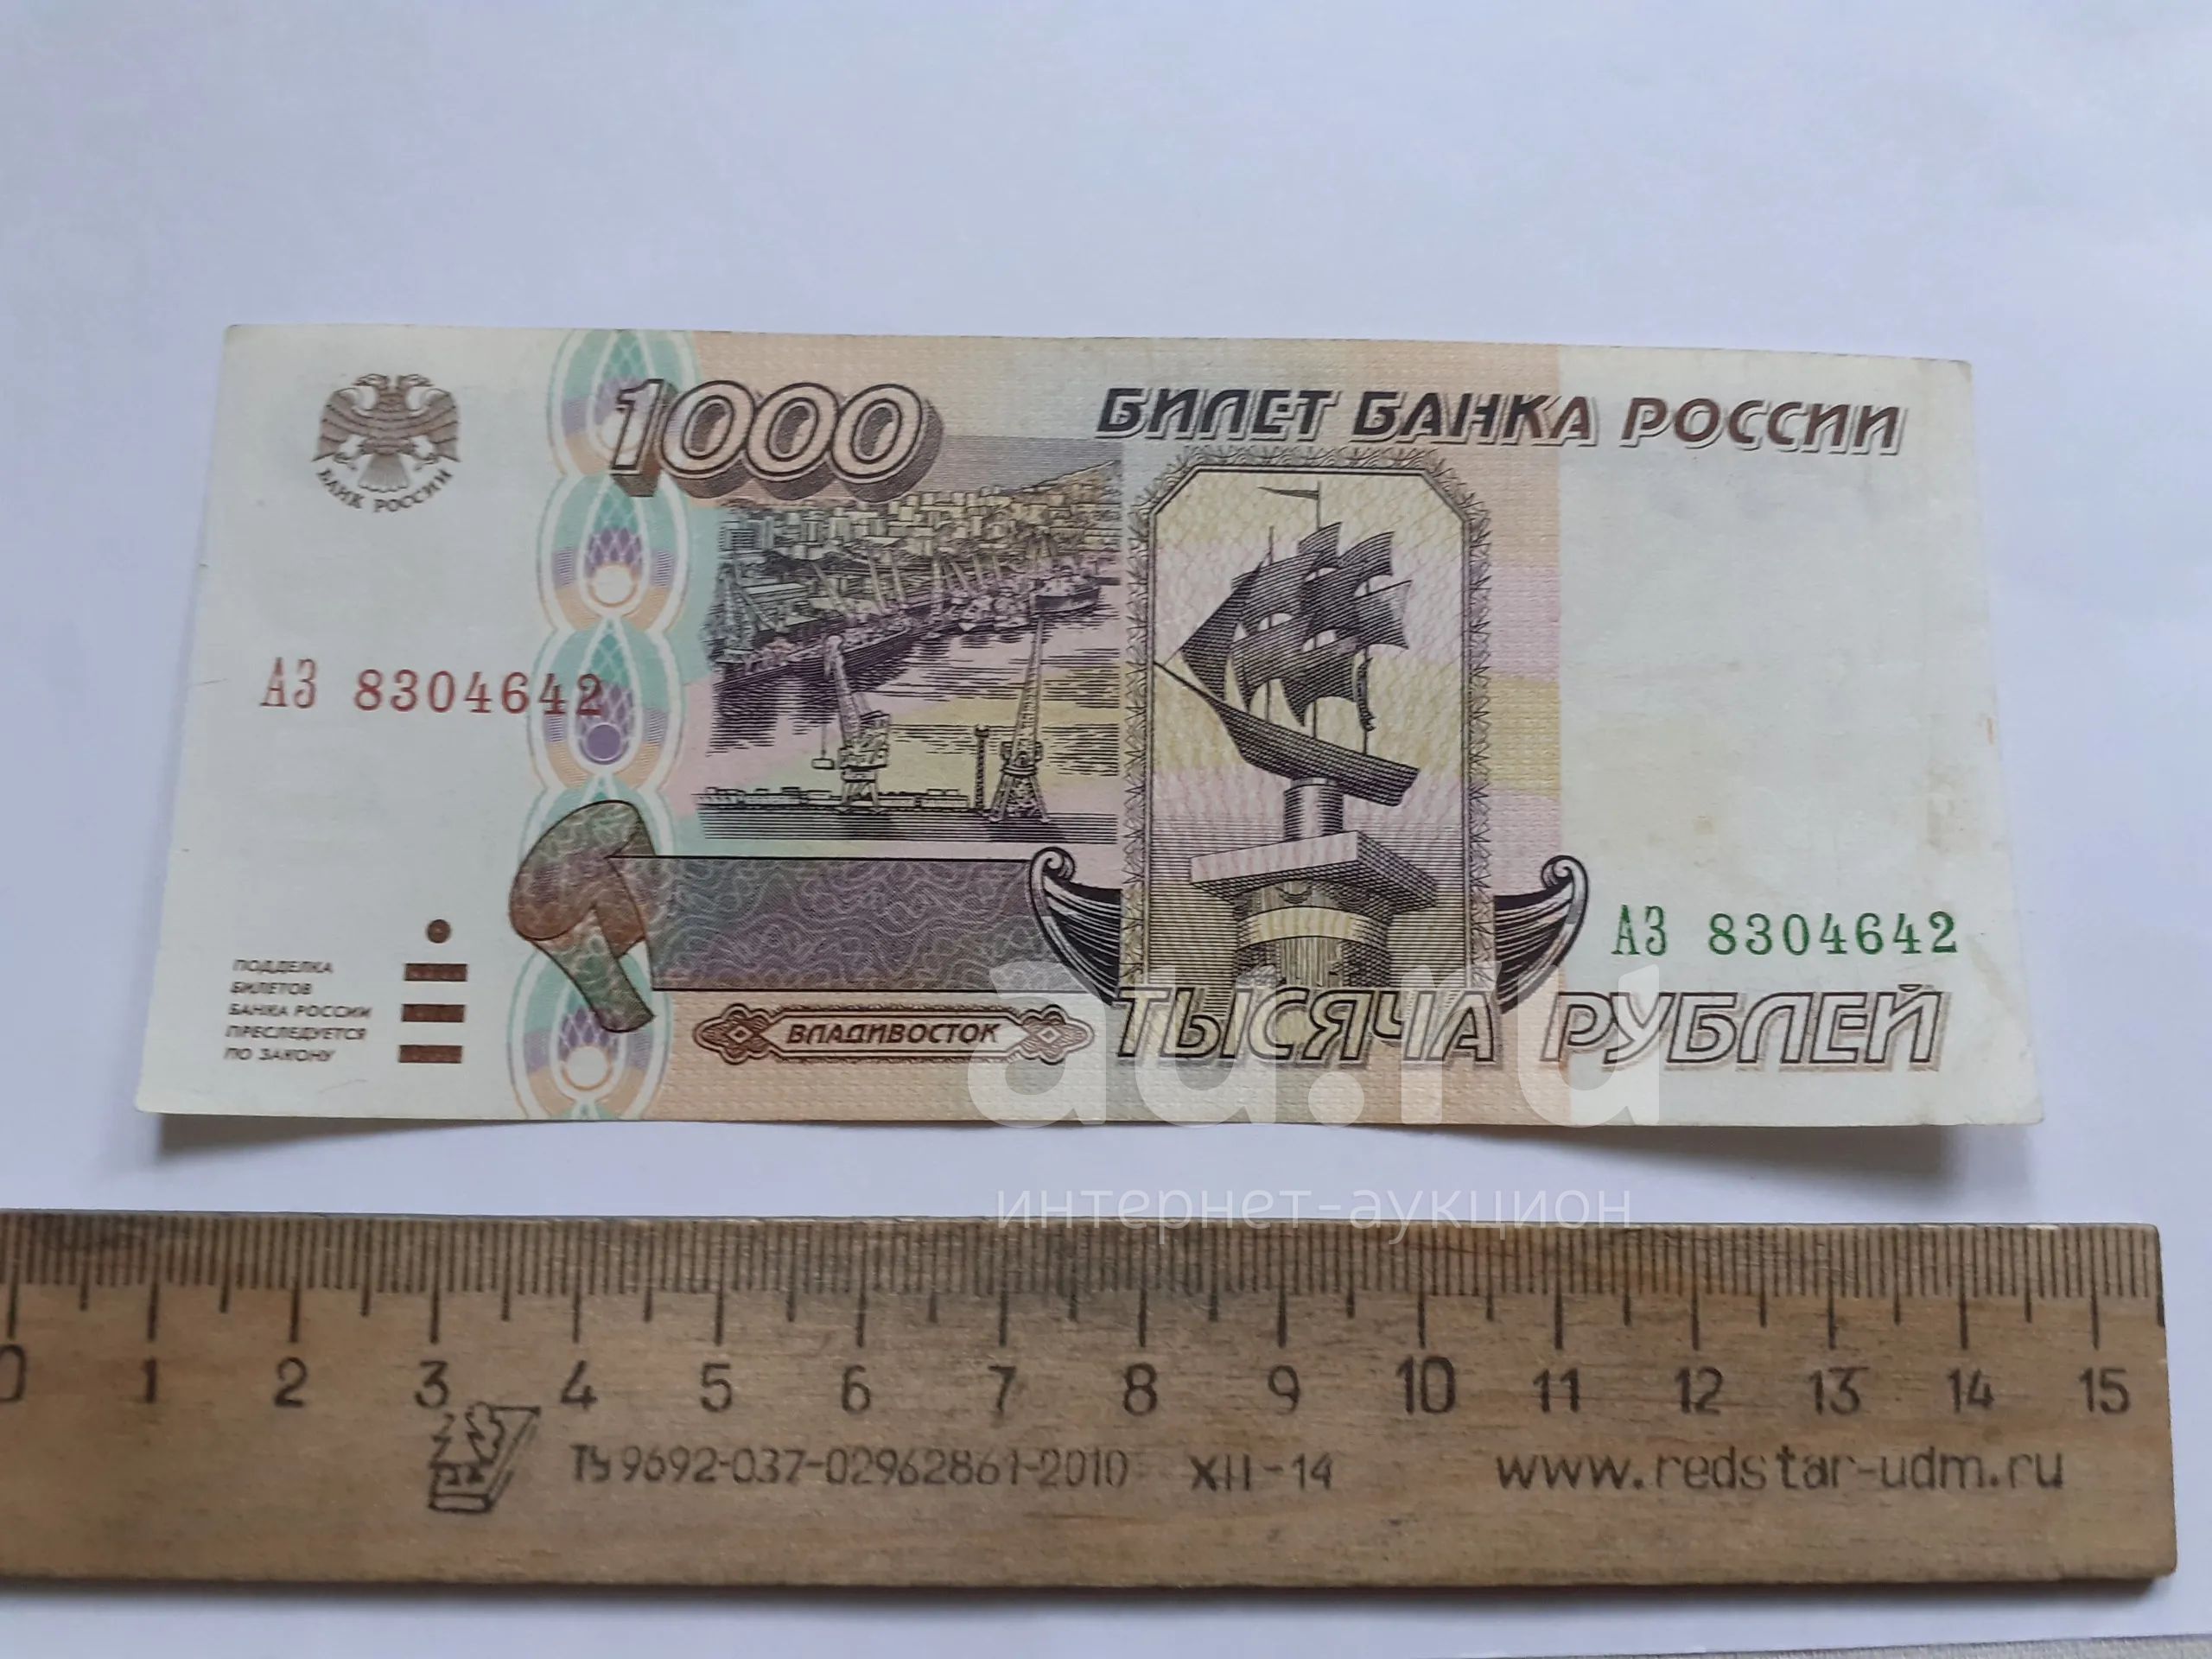 1000
БИЛЕТ БАНКА РОССИИ
БАНК РОССИИ
АЗ 8304642
АЗ 8304642
ПОДДЕЛКА
БИЛЕТОВ
БАНКА РОССИИ
ПРЕСЛЕДУЕТСЯ
ПО ЗАКОНУ
ВЛАДИВОСТОК
ТЫСЯЧА РУБЛЕЙ
au.ru
интернет-аукцион
0 1 2 3 4 5 6 7 8 9 10 11 12 13 14 15
ТУ 9692-037-02962861-2010 ХII-14 www.redstar-udm.ru